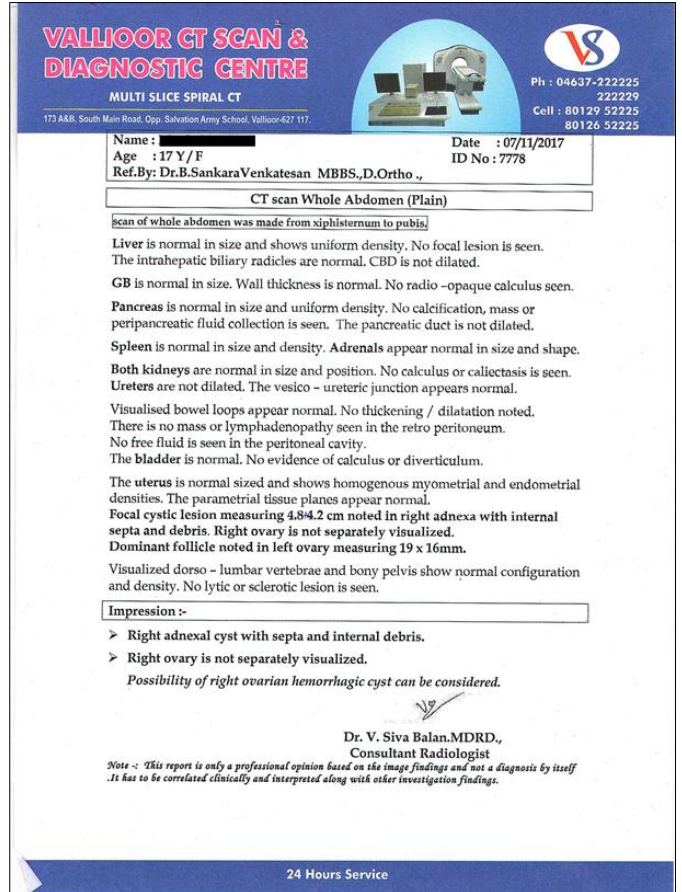 VALLIOOR CT SCAN &
DIAGNOSTIC CENTRE
MULTI SLICE SPIRAL CT
173 A&B, South Main Road, Opp. Salvation Army School, Vallioor-627 117.
VS
Ph : 04637-222225
222229
Cell : 80129 52225
80126 52225
Name :
Date : 07/11/2017
Age : 17 Y / F
ID No : 7778
Ref.By: Dr.B.SankaraVenkatesan MBBS.,D.Ortho .,
CT scan Whole Abdomen (Plain)
scan of whole abdomen was made from xiphisternum to pubis.
Liver is normal in size and shows uniform density. No focal lesion is seen.
The intrahepatic biliary radicles are normal. CBD is not dilated.
GB is normal in size. Wall thickness is normal. No radio –opaque calculus seen.
Pancreas is normal in size and uniform density. No calcification, mass or
peripancreatic fluid collection is seen. The pancreatic duct is not dilated.
Spleen is normal in size and density. Adrenals appear normal in size and shape.
Both kidneys are normal in size and position. No calculus or caliectasis is seen.
Ureters are not dilated. The vesico – ureteric junction appears normal.
Visualised bowel loops appear normal. No thickening / dilatation noted.
There is no mass or lymphadenopathy seen in the retro peritoneum.
No free fluid is seen in the peritoneal cavity.
The bladder is normal. No evidence of calculus or diverticulum.
The uterus is normal sized and shows homogenous myometrial and endometrial
densities. The parametrial tissue planes appear normal.
Focal cystic lesion measuring 4.8*4.2 cm noted in right adnexa with internal
septa and debris. Right ovary is not separately visualized.
Dominant follicle noted in left ovary measuring 19 x 16mm.
Visualized dorso – lumbar vertebrae and bony pelvis show normal configuration
and density. No lytic or sclerotic lesion is seen.
Impression :-
➢ Right adnexal cyst with septa and internal debris.
➢ Right ovary is not separately visualized.
Possibility of right ovarian hemorrhagic cyst can be considered.
Dr. V. Siva Balan.MDRD.,
Consultant Radiologist
Note -: This report is only a professional opinion based on the image findings and not a diagnosis by itself
.It has to be correlated clinically and interpreted along with other investigation findings.
24 Hours Service